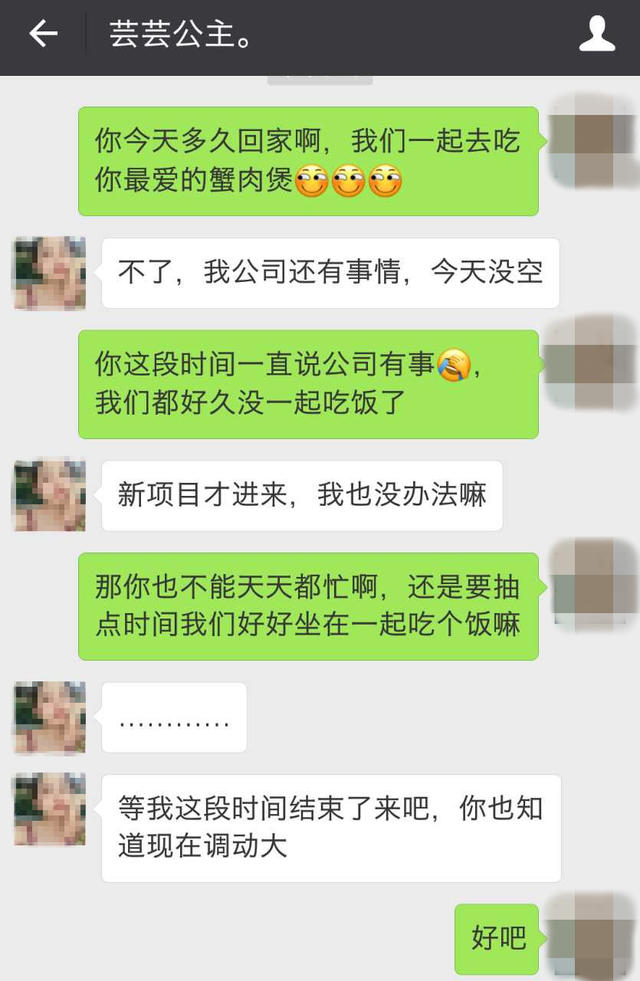 芸芸公主。
你今天多久回家啊，我们一起去吃
你最爱的蟹肉煲
不了，我公司还有事情，今天没空
你这段时间一直说公司有事，
我们都好久没一起吃饭了
新项目才进来，我也没办法嘛
那你也不能天天都忙啊，还是要抽
点时间我们好好坐在一起吃个饭嘛
............
等我这段时间结束了来吧，你也知
道现在调动大
好吧